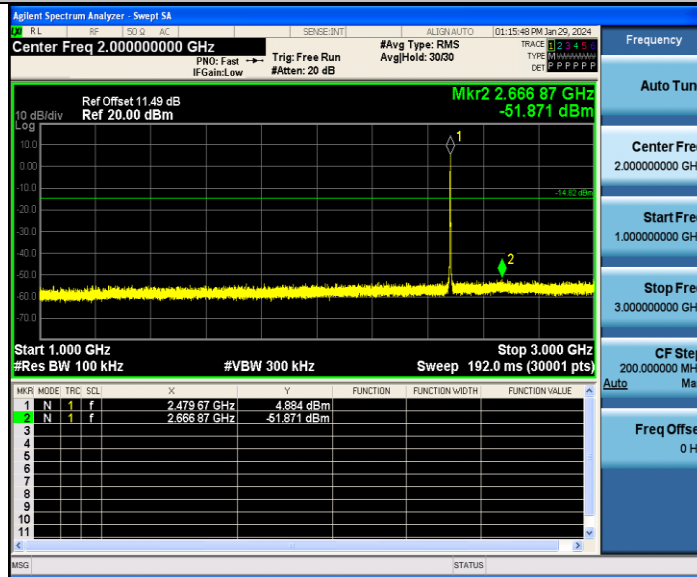 Agilent Spectrum Analyzer - Swept SA
RL RF 50 Ω AC SENSE:INT ALIGN AUTO 01:15:48 PM Jan 29, 2024
Center Freq 2.000000000 GHz
PNO: Fast
IFGain:Low
Trig: Free Run
#Atten: 20 dB
#Avg Type: RMS
Avg|Hold: 30/30
TRACE 1 2 3 4 5 6
TYPE M
DET P P P P P P
Ref Offset 11.49 dB
10 dB/div Ref 20.00 dBm
Log
Mkr2 2.666 87 GHz
-51.871 dBm
10.0
0.00
-10.0
-20.0
-30.0
-40.0
-50.0
-60.0
-70.0
1
-14.82 dBm
2
Start 1.000 GHz Stop 3.000 GHz
#Res BW 100 kHz #VBW 300 kHz Sweep 192.0 ms (30001 pts)
MKR MODE TRC SCL X Y FUNCTION FUNCTION WIDTH FUNCTION VALUE
1 N 1 f 2.479 67 GHz 4.884 dBm
2 N 1 f 2.666 87 GHz -51.871 dBm
3
4
5
6
7
8
9
10
11
MSG STATUS
Frequency
Auto Tun
Center Fre
2.000000000 GH
Start Fre
1.000000000 GH
Stop Fre
3.000000000 GH
CF Step
200.000000 MH
Auto Ma
Freq Offse
0 H